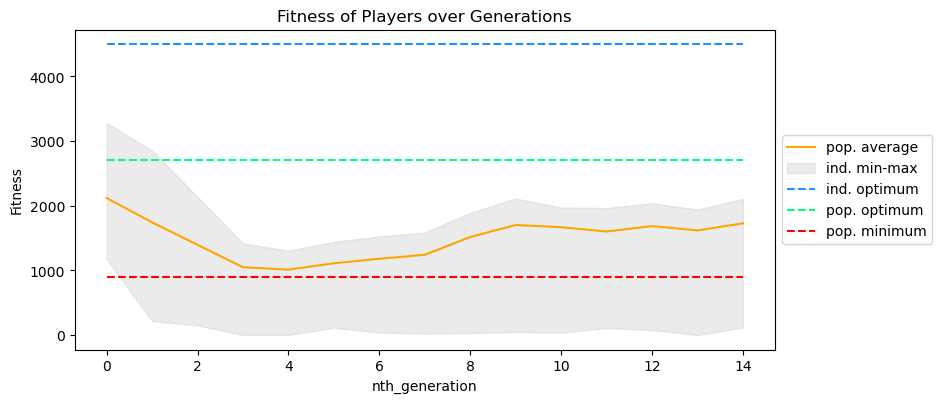 Fitness of Players over Generations
Fitness
4000
3000
2000
1000
0
0 2 4 6 8 10 12 14
nth_generation
pop. average
ind. min-max
ind. optimum
pop. optimum
pop. minimum